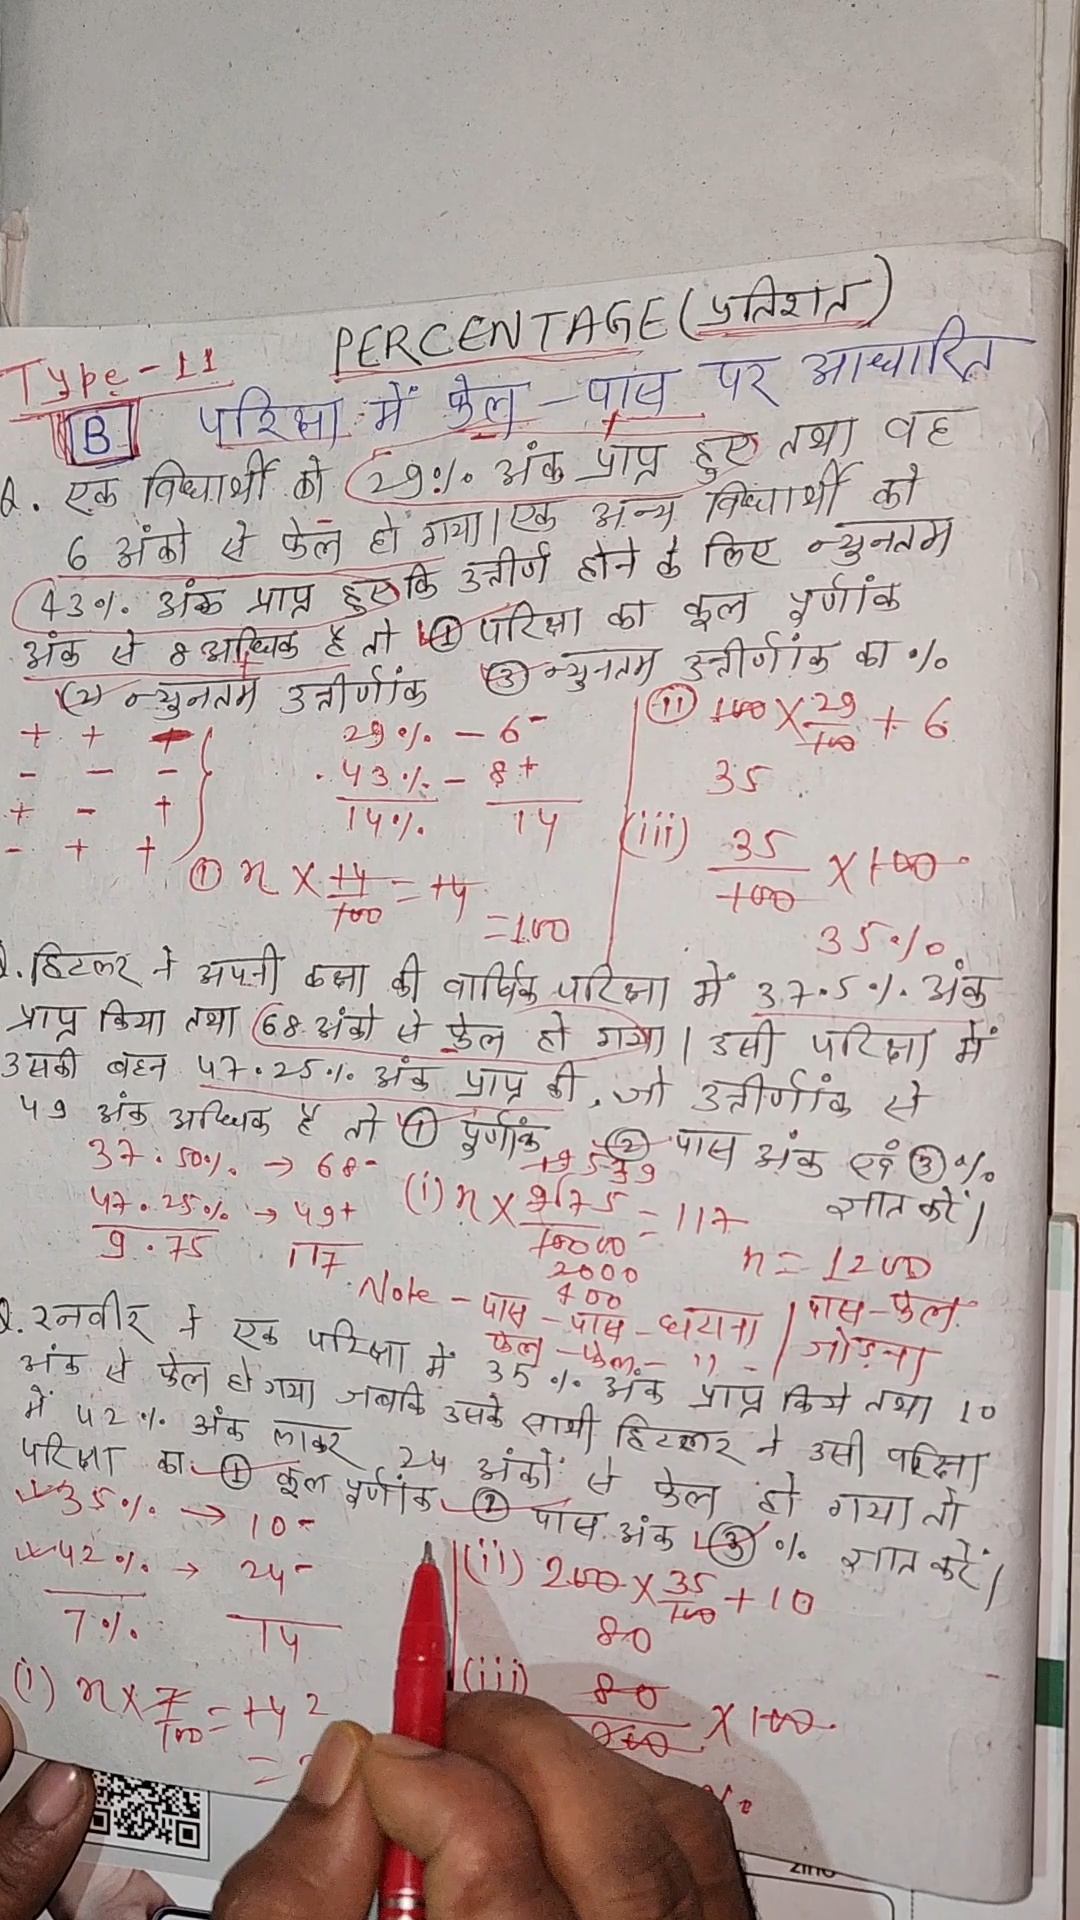 PERCENTAGE (प्रतिशत)
Type-11
B परिक्षा में फेल-पास पर आधारित
Q. एक विद्यार्थी को 29% अंक प्राप्त हुए तथा वह
6 अंको से फेल हो गया। एक अन्य विद्यार्थी को
43% अंक प्राप्त हुए कि उत्तीर्ण होने के लिए न्युनतम
अंक से 8 अधिक है तो ① परिक्षा का कुल पूर्णांक
② न्युनतम उत्तीर्णांक ③ न्युनतम उत्तीर्णांक का %
+ + +
- - -
+ - +
- + +
29% - 6-
43% - 8+
14% 14
① n × 14/100 = 14
= 100
(ii) 100 × 29/100 + 6
35
(iii) 35/100 × 100
35%
Q. हिटलर ने अपनी कक्षा की वार्षिक परिक्षा में 37.5% अंक
प्राप्त किया तथा 68 अंको से फेल हो गया। उसी परिक्षा में
उसकी बहन 47.25% अंक प्राप्त की, जो उत्तीर्णांक से
49 अंक अधिक है तो ① पूर्णांक ② पास अंक एवं ③ %
ज्ञात करें।
37.50% → 68-
47.25% → 49+
9.75 117
(i) n × 975/10000 = 117
2000
400
n = 1200
Note - पास - पास - घटाना / पास-फेल
फेल - फेल - " - जोड़ना
Q. रनवीर ने एक परिक्षा में 35% अंक प्राप्त किये तथा 10
अंक से फेल हो गया जबकि उसके साथी हिटलर ने उसी परिक्षा
में 42% अंक लाकर 24 अंकों से फेल हो गया तो
परिक्षा का ① कुल पूर्णांक ② पास अंक ③ % ज्ञात करें।
35% → 10-
42% → 24-
7% 14
(i) n × 7/100 = 14 2
=
(ii) 200 × 35/100 + 10
80
(iii) 80/200 × 100
%